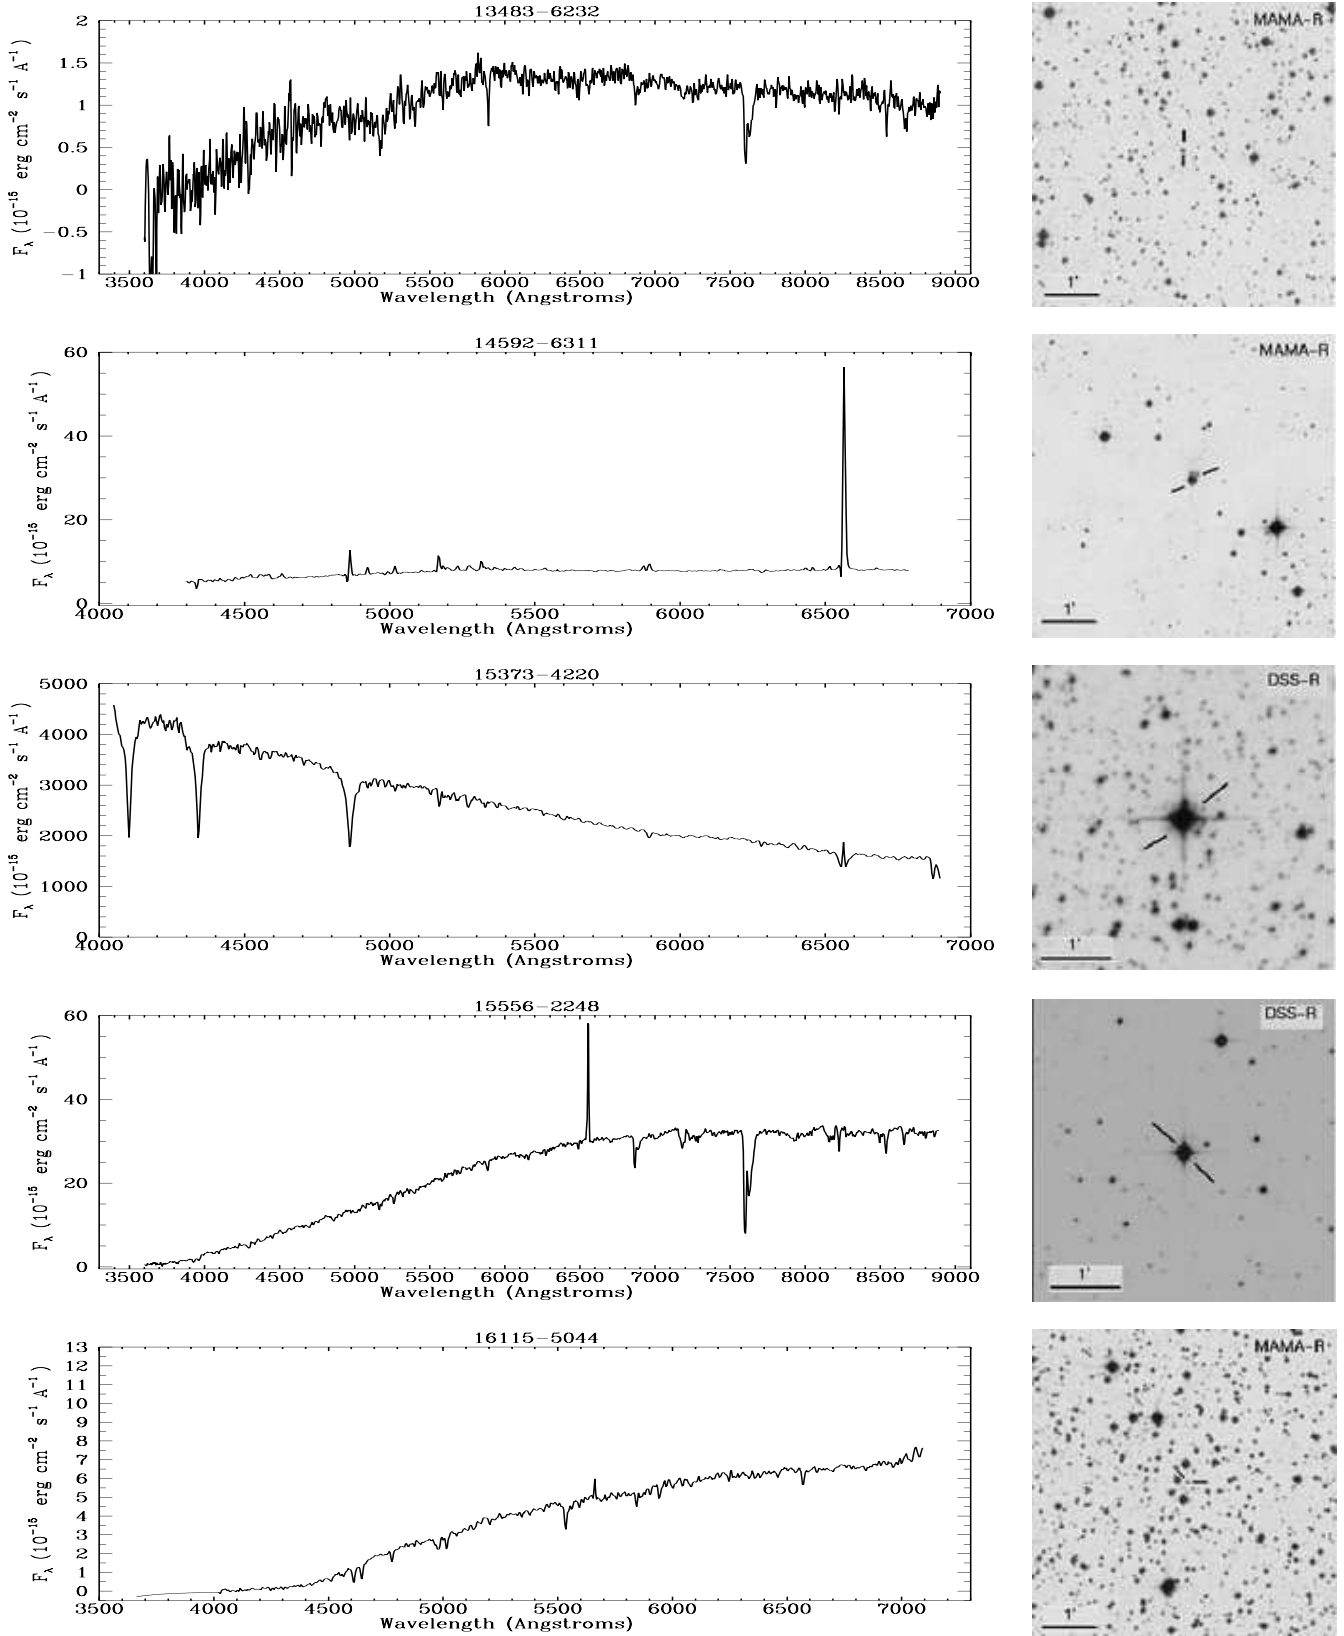 13483−6232
MAMA−R
2
1.5
1
0.5
0
−0.5
−1
F_λ (10^−15 erg cm^−2 s^−1 A^−1)
3500 4000 4500 5000 5500 6000 6500 7000 7500 8000 8500 9000
Wavelength (Angstroms)
1'
14592−6311
MAMA−R
60
40
20
0
F_λ (10^−15 erg cm^−2 s^−1 A^−1)
4000 4500 5000 5500 6000 6500 7000
Wavelength (Angstroms)
1'
15373−4220
DSS−R
5000
4000
3000
2000
1000
0
F_λ (10^−15 erg cm^−2 s^−1 A^−1)
4000 4500 5000 5500 6000 6500 7000
Wavelength (Angstroms)
1'
15556−2248
DSS−R
60
40
20
0
F_λ (10^−15 erg cm^−2 s^−1 A^−1)
3500 4000 4500 5000 5500 6000 6500 7000 7500 8000 8500 9000
Wavelength (Angstroms)
1'
16115−5044
MAMA−R
13
12
11
10
9
8
7
6
5
4
3
2
1
0
F_λ (10^−15 erg cm^−2 s^−1 A^−1)
3500 4000 4500 5000 5500 6000 6500 7000
Wavelength (Angstroms)
1'